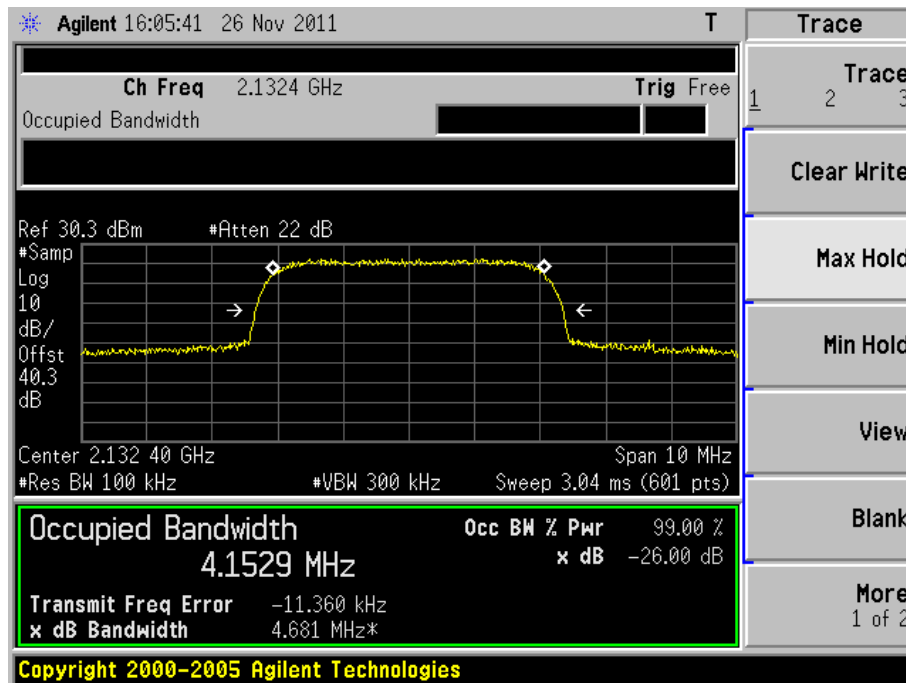 Agilent 16:05:41 26 Nov 2011 T
Trace
Ch Freq 2.1324 GHz Trig Free
Occupied Bandwidth
Trace
1 2 3
Clear Write
Max Hold
Min Hold
View
Blank
More
1 of 2
Ref 30.3 dBm #Atten 22 dB
#Samp
Log
10
dB/
Offst
40.3
dB
Center 2.132 40 GHz Span 10 MHz
#Res BW 100 kHz #VBW 300 kHz Sweep 3.04 ms (601 pts)
Occupied Bandwidth Occ BW % Pwr 99.00 %
4.1529 MHz x dB -26.00 dB
Transmit Freq Error -11.360 kHz
x dB Bandwidth 4.681 MHz*
Copyright 2000-2005 Agilent Technologies